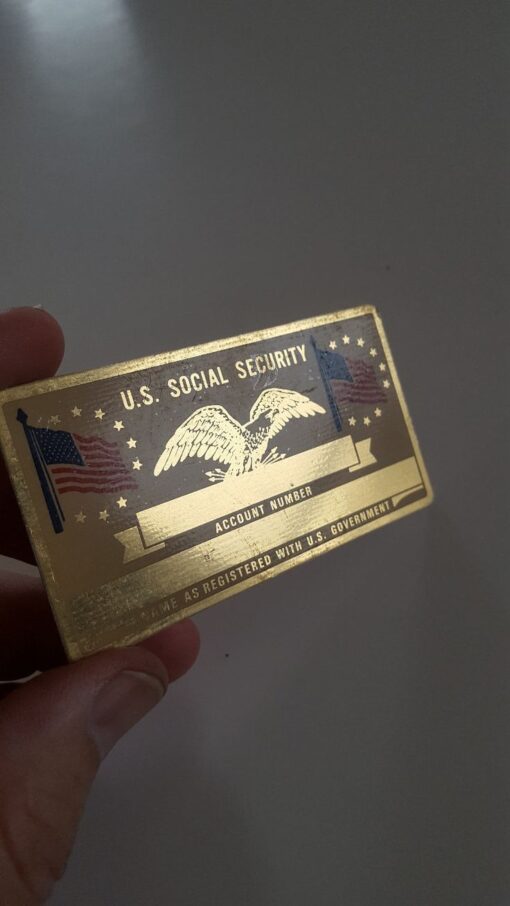 U.S. SOCIAL SECURITY
ACCOUNT NUMBER
NAME AS REGISTERED WITH U.S. GOVERNMENT